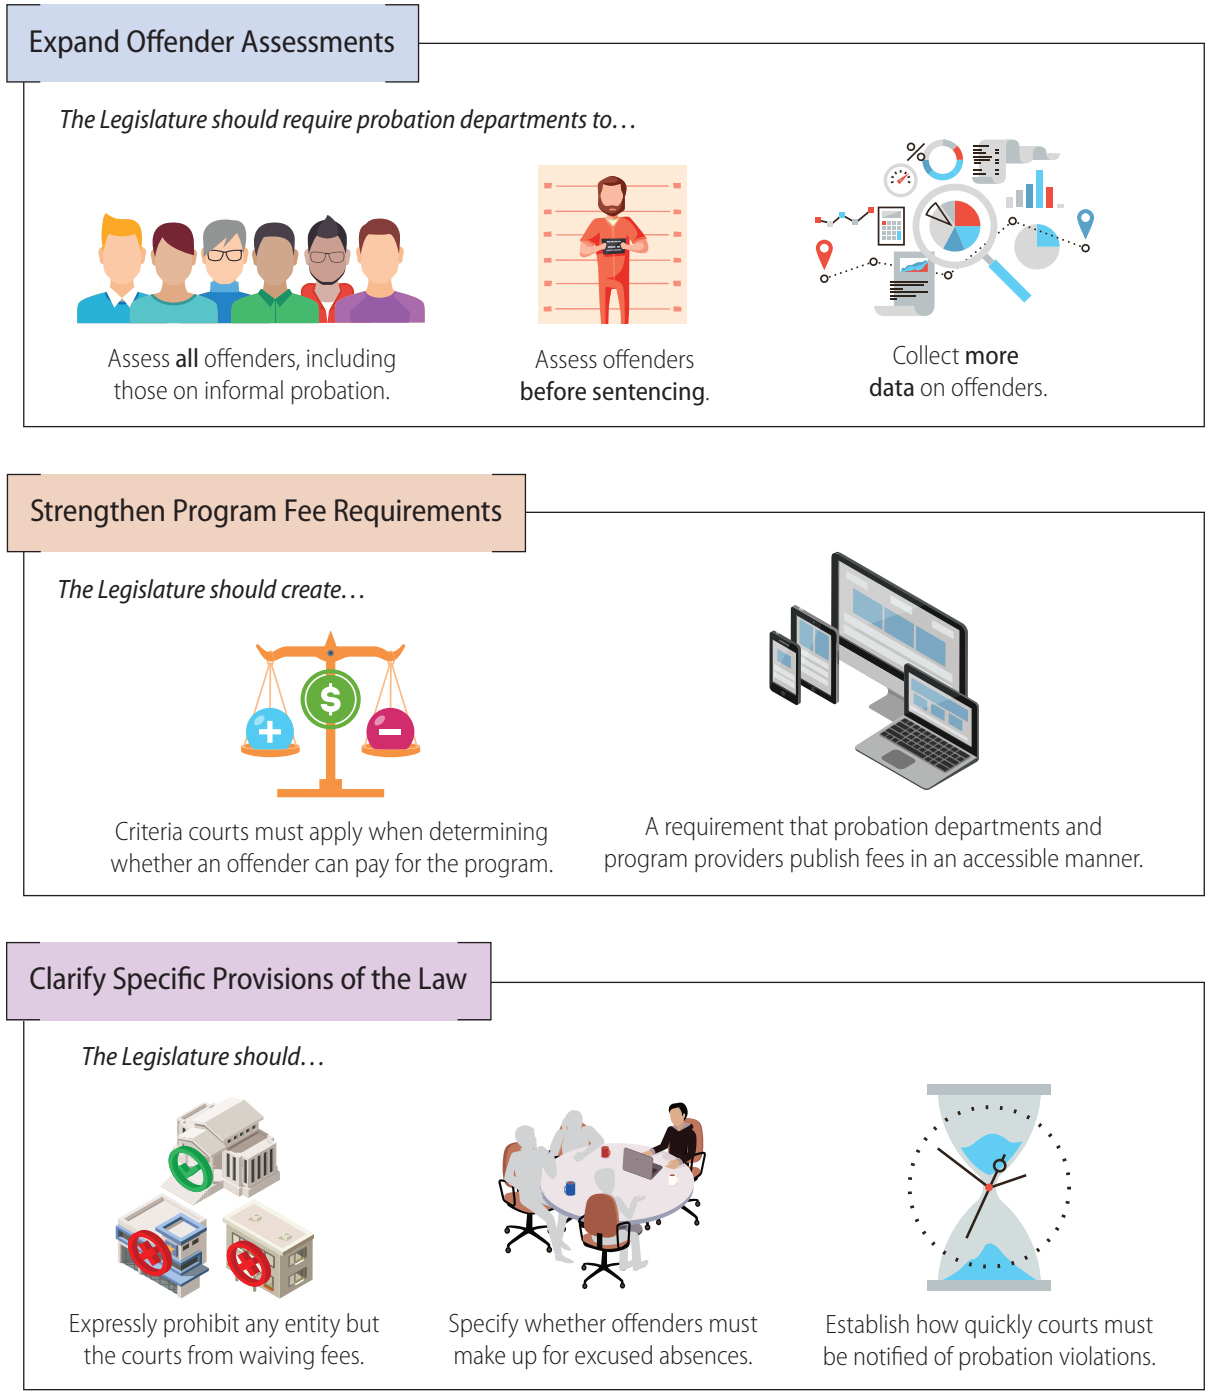 Expand Offender Assessments
The Legislature should require probation departments to…
%
Assess all offenders, including
those on informal probation.
Assess offenders
before sentencing.
Collect more
data on offenders.
Strengthen Program Fee Requirements
The Legislature should create…
$
+
−
Criteria courts must apply when determining
whether an offender can pay for the program.
A requirement that probation departments and
program providers publish fees in an accessible manner.
Clarify Specific Provisions of the Law
The Legislature should…
Expressly prohibit any entity but
the courts from waiving fees.
Specify whether offenders must
make up for excused absences.
Establish how quickly courts must
be notified of probation violations.